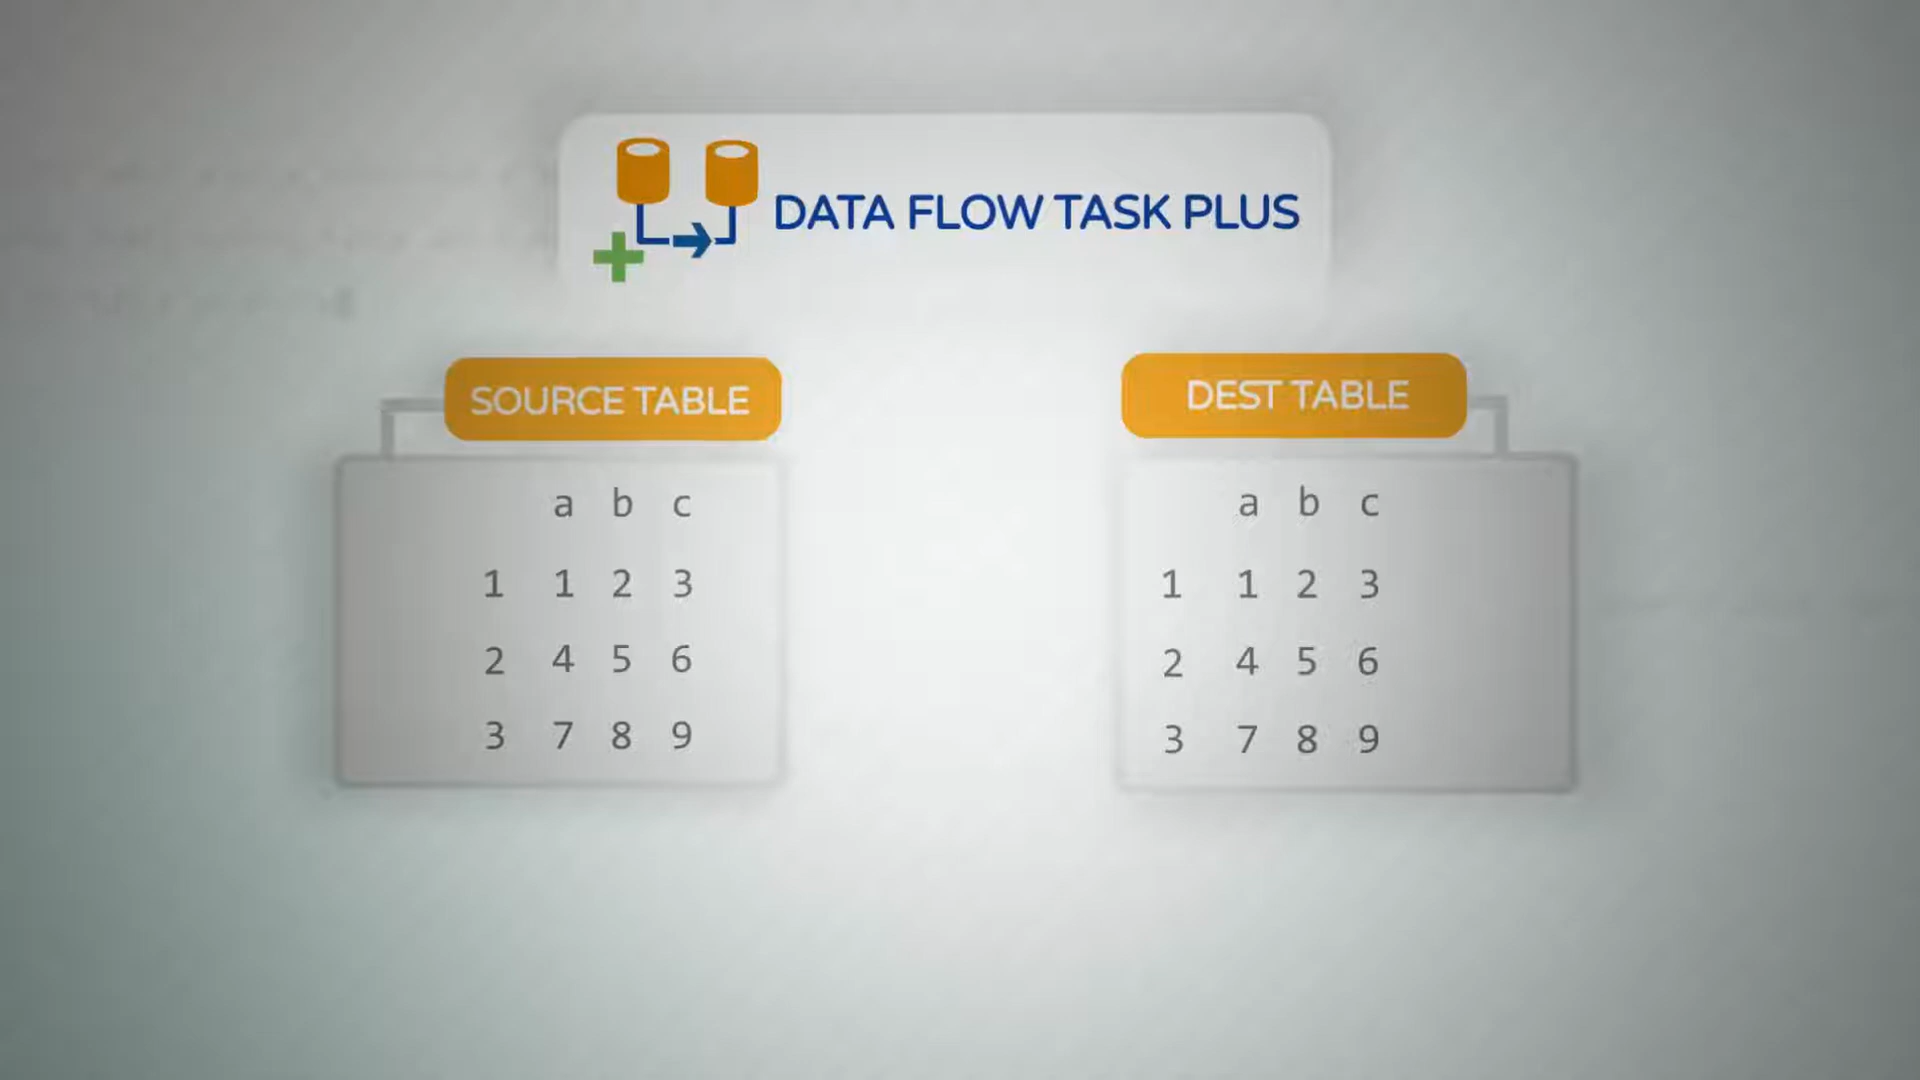 DATA FLOW TASK PLUS
SOURCE TABLE
a b c
1 1 2 3
2 4 5 6
3 7 8 9
DEST TABLE
a b c
1 1 2 3
2 4 5 6
3 7 8 9